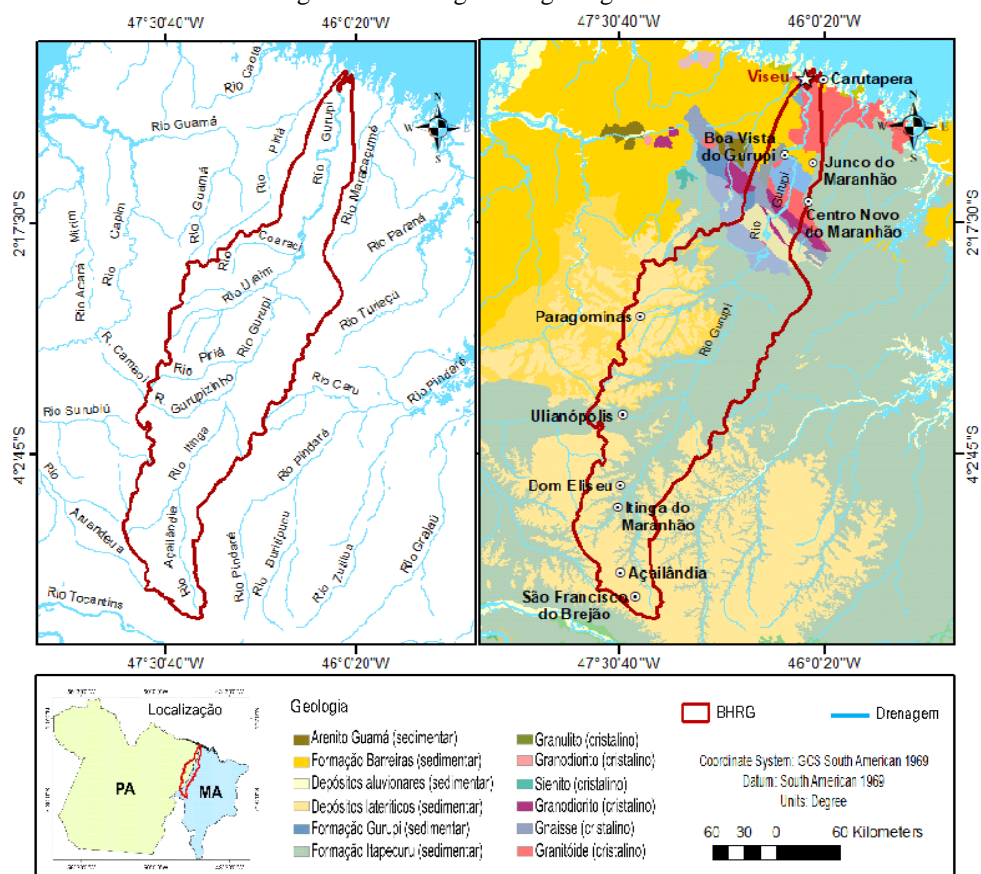 47°30'40"W
46°0'20"W
47°30'40"W
46°0'20"W
2°17'30"S
4°2'45"S
Rio Caeté
Rio Guamá
Rio Piriá
Rio Gurupi
Rio Maracaçumé
Rio Guamá
Mirim
Rio Acara
Capim
Rio
Coaraci
Rio
Rio Paraná
Rio Uraim
Rio Gurupi
Rio Turiaçú
R. Camaoi
Rio Piriá
R. Gurupizinho
Rio Caru
Rio Pindaré
Rio Surubiú
Rio Itinga
Rio Pindaré
Rio
Açailândia
Rio
Rio Pindaré
Rio Buritipucu
Rio Zutiua
Rio Grajaú
Rio Tocantins
N
W
E
S
Viseu
Carutapera
Boa Vista
do Gurupi
Junco do
Maranhão
Rio Gurupi
Centro Novo
do Maranhão
Paragominas
Rio Gurupi
Ulianópolis
Dom Eliseu
Itinga do
Maranhão
Açailândia
São Francisco
do Brejão
N
W
E
S
2°17'30"S
4°2'45"S
47°30'40"W
46°0'20"W
47°30'40"W
46°0'20"W
Localização
PA
MA
Geologia
Arenito Guamá (sedimentar)
Formação Barreiras (sedimentar)
Depósitos aluvionares (sedimentar)
Depósitos lateríticos (sedimentar)
Formação Gurupi (sedimentar)
Formação Itapecuru (sedimentar)
Granulito (cristalino)
Granodiorito (cristalino)
Sienito (cristalino)
Granodiorito (cristalino)
Gnaisse (cristalino)
Granitóide (cristalino)
BHRG
Drenagem
Coordinate System: GCS South American 1969
Datum: South American 1969
Units: Degree
60 30 0 60 Kilometers